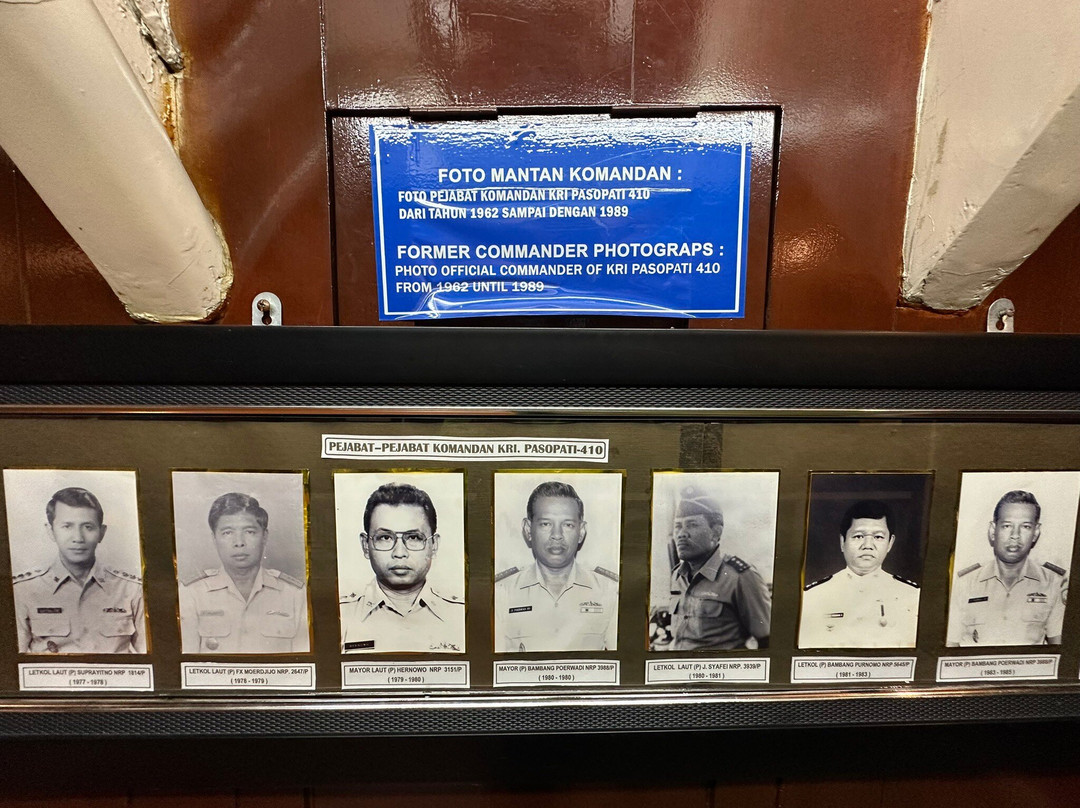 FOTO MANTAN KOMANDAN :
FOTO PEJABAT KOMANDAN KRI PASOPATI 410
DARI TAHUN 1962 SAMPAI DENGAN 1989
FORMER COMMANDER PHOTOGRAPS :
PHOTO OFFICIAL COMMANDER OF KRI PASOPATI 410
FROM 1962 UNTIL 1989
PEJABAT-PEJABAT KOMANDAN KRI. PASOPATI-410
LETKOL LAUT (P) SUPRAYITNO NRP 1814/P
( 1977 - 1978 )
LETKOL LAUT (P) FX MOERDJIJO NRP. 2647/P
( 1978 - 1979 )
MAYOR LAUT (P) HERNOWO NRP 3151/P
( 1979 - 1980 )
MAYOR (P) BAMBANG POERWADI NRP 3988/P
( 1980 - 1980 )
LETKOL LAUT (P) J. SYAFEI NRP. 3939/P
( 1980 - 1981 )
LETKOL (P) BAMBANG PURNOMO NRP 5645/P
( 1981 - 1983 )
MAYOR (P) BAMBANG POERWADI NRP
( 1983 - 1985 )